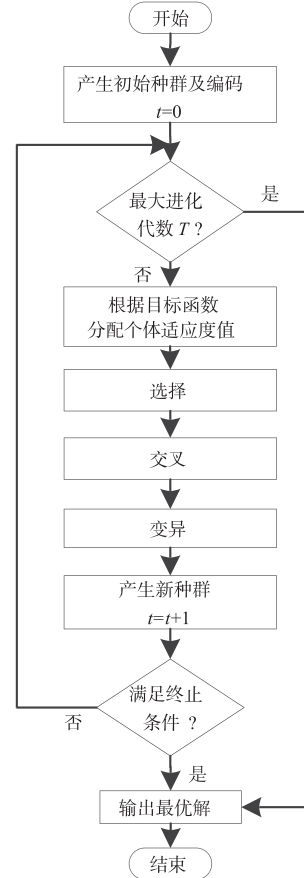 开始
产生初始种群及编码
t=0
最大进化
代数 T ?
是
否
根据目标函数
分配个体适应度值
选择
交叉
变异
产生新种群
t=t+1
满足终止
条件 ?
否
是
输出最优解
结束